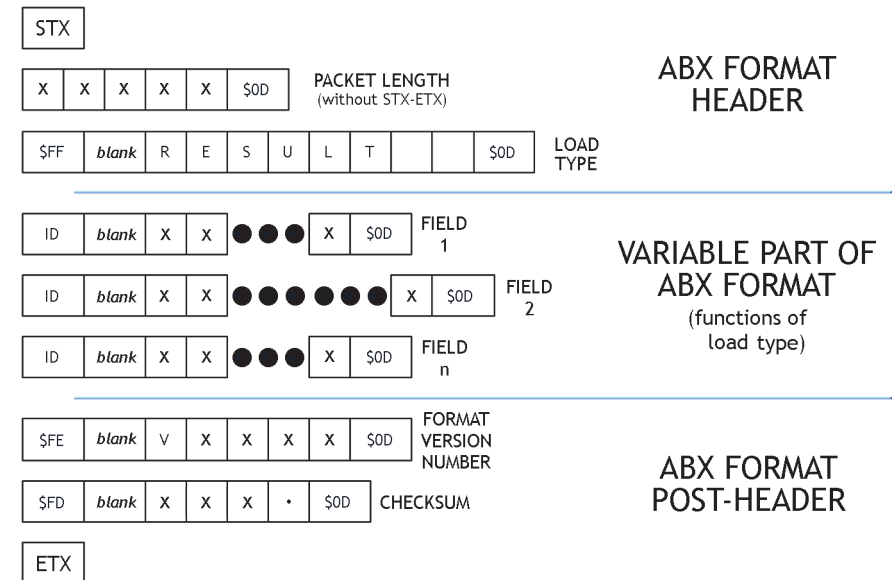 STX
X X X X X $0D
PACKET LENGTH
(without STX-ETX)
ABX FORMAT
HEADER
$FF blank R E S U L T $0D
LOAD
TYPE
ID blank X X X $0D
FIELD
1
VARIABLE PART OF
ABX FORMAT
(functions of
load type)
ID blank X X X $0D
FIELD
2
ID blank X X X $0D
FIELD
n
$FE blank V X X X X $0D
FORMAT
VERSION
NUMBER
ABX FORMAT
POST-HEADER
$FD blank X X X · $0D
CHECKSUM
ETX